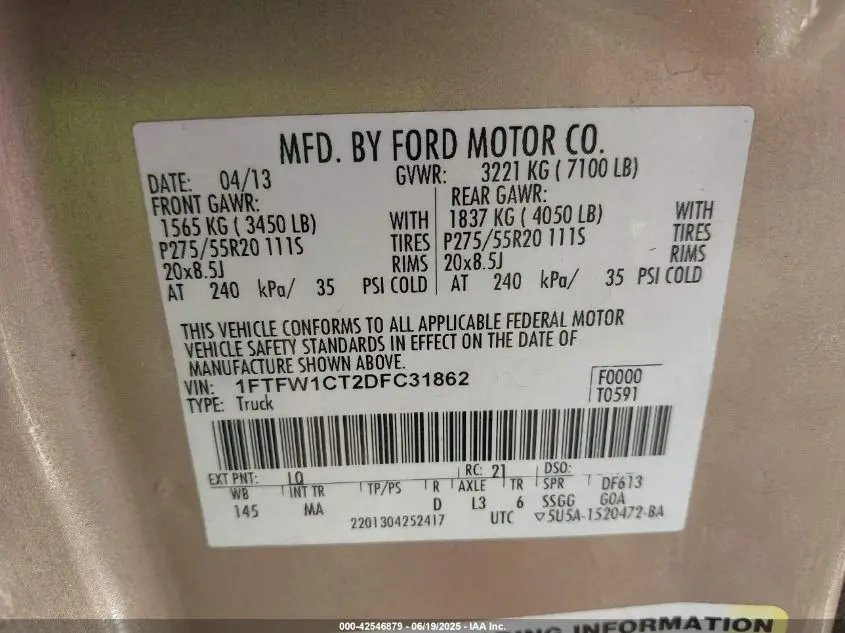 MFD. BY FORD MOTOR CO.
DATE: 04/13 GVWR: 3221 KG ( 7100 LB)
FRONT GAWR: REAR GAWR:
1565 KG ( 3450 LB) WITH 1837 KG ( 4050 LB) WITH
P275/55R20 111S TIRES P275/55R20 111S TIRES
20x8.5J RIMS 20x8.5J RIMS
AT 240 kPa/ 35 PSI COLD AT 240 kPa/ 35 PSI COLD
THIS VEHICLE CONFORMS TO ALL APPLICABLE FEDERAL MOTOR
VEHICLE SAFETY STANDARDS IN EFFECT ON THE DATE OF
MANUFACTURE SHOWN ABOVE.
VIN: 1FTFW1CT2DFC31862 F0000
TYPE: Truck T0591
EXT PNT: LQ RC: 21 DSO:
WB INT TR TP/PS R AXLE TR SPR DF613
145 MA D L3 6 SSGG GOA
2201304252417 UTC ▽5U5A-1520472-BA
INFORMATION
000-42546879 - 06/19/2025 - IAA Inc.